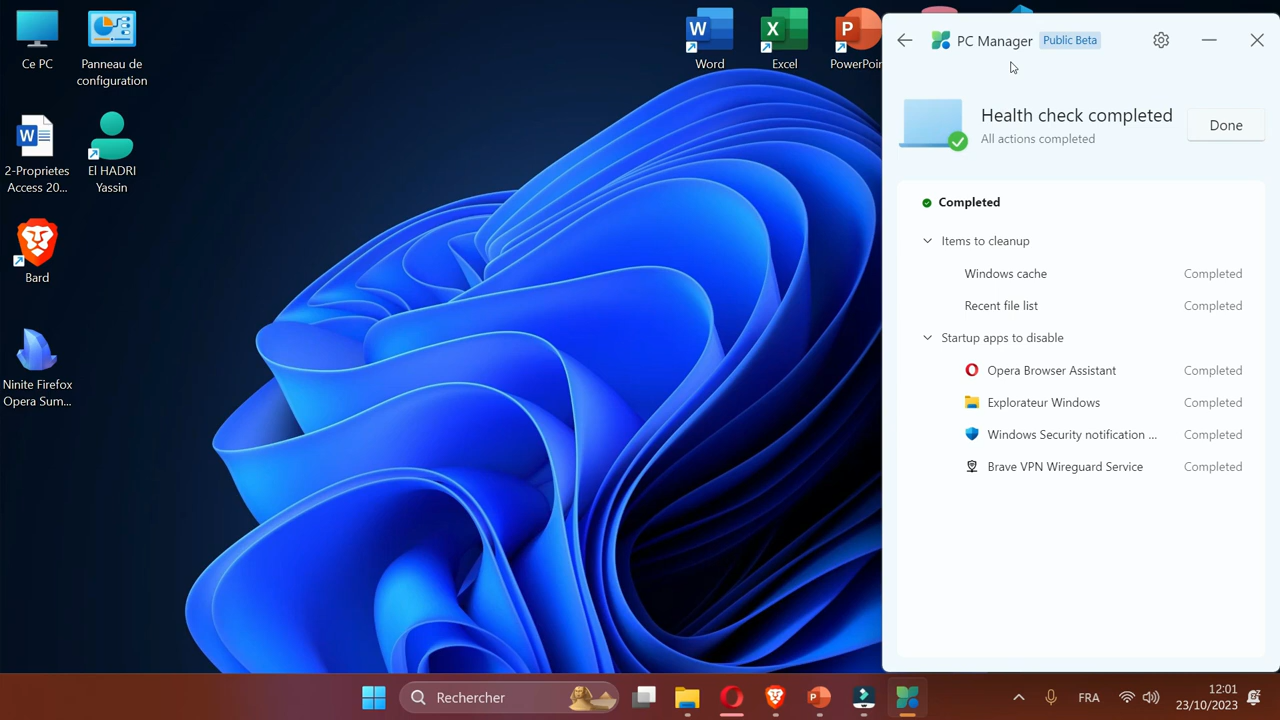 Ce PC
Panneau de
configuration
2-Proprietes
Access 20...
El HADRI
Yassin
Bard
Ninite Firefox
Opera Sum...
Word
Excel
PowerPoin
PC Manager
Public Beta
Health check completed
All actions completed
Done
Completed
Items to cleanup
Windows cache Completed
Recent file list Completed
Startup apps to disable
Opera Browser Assistant Completed
Explorateur Windows Completed
Windows Security notification ... Completed
Brave VPN Wireguard Service Completed
Rechercher
FRA
12:01
23/10/2023